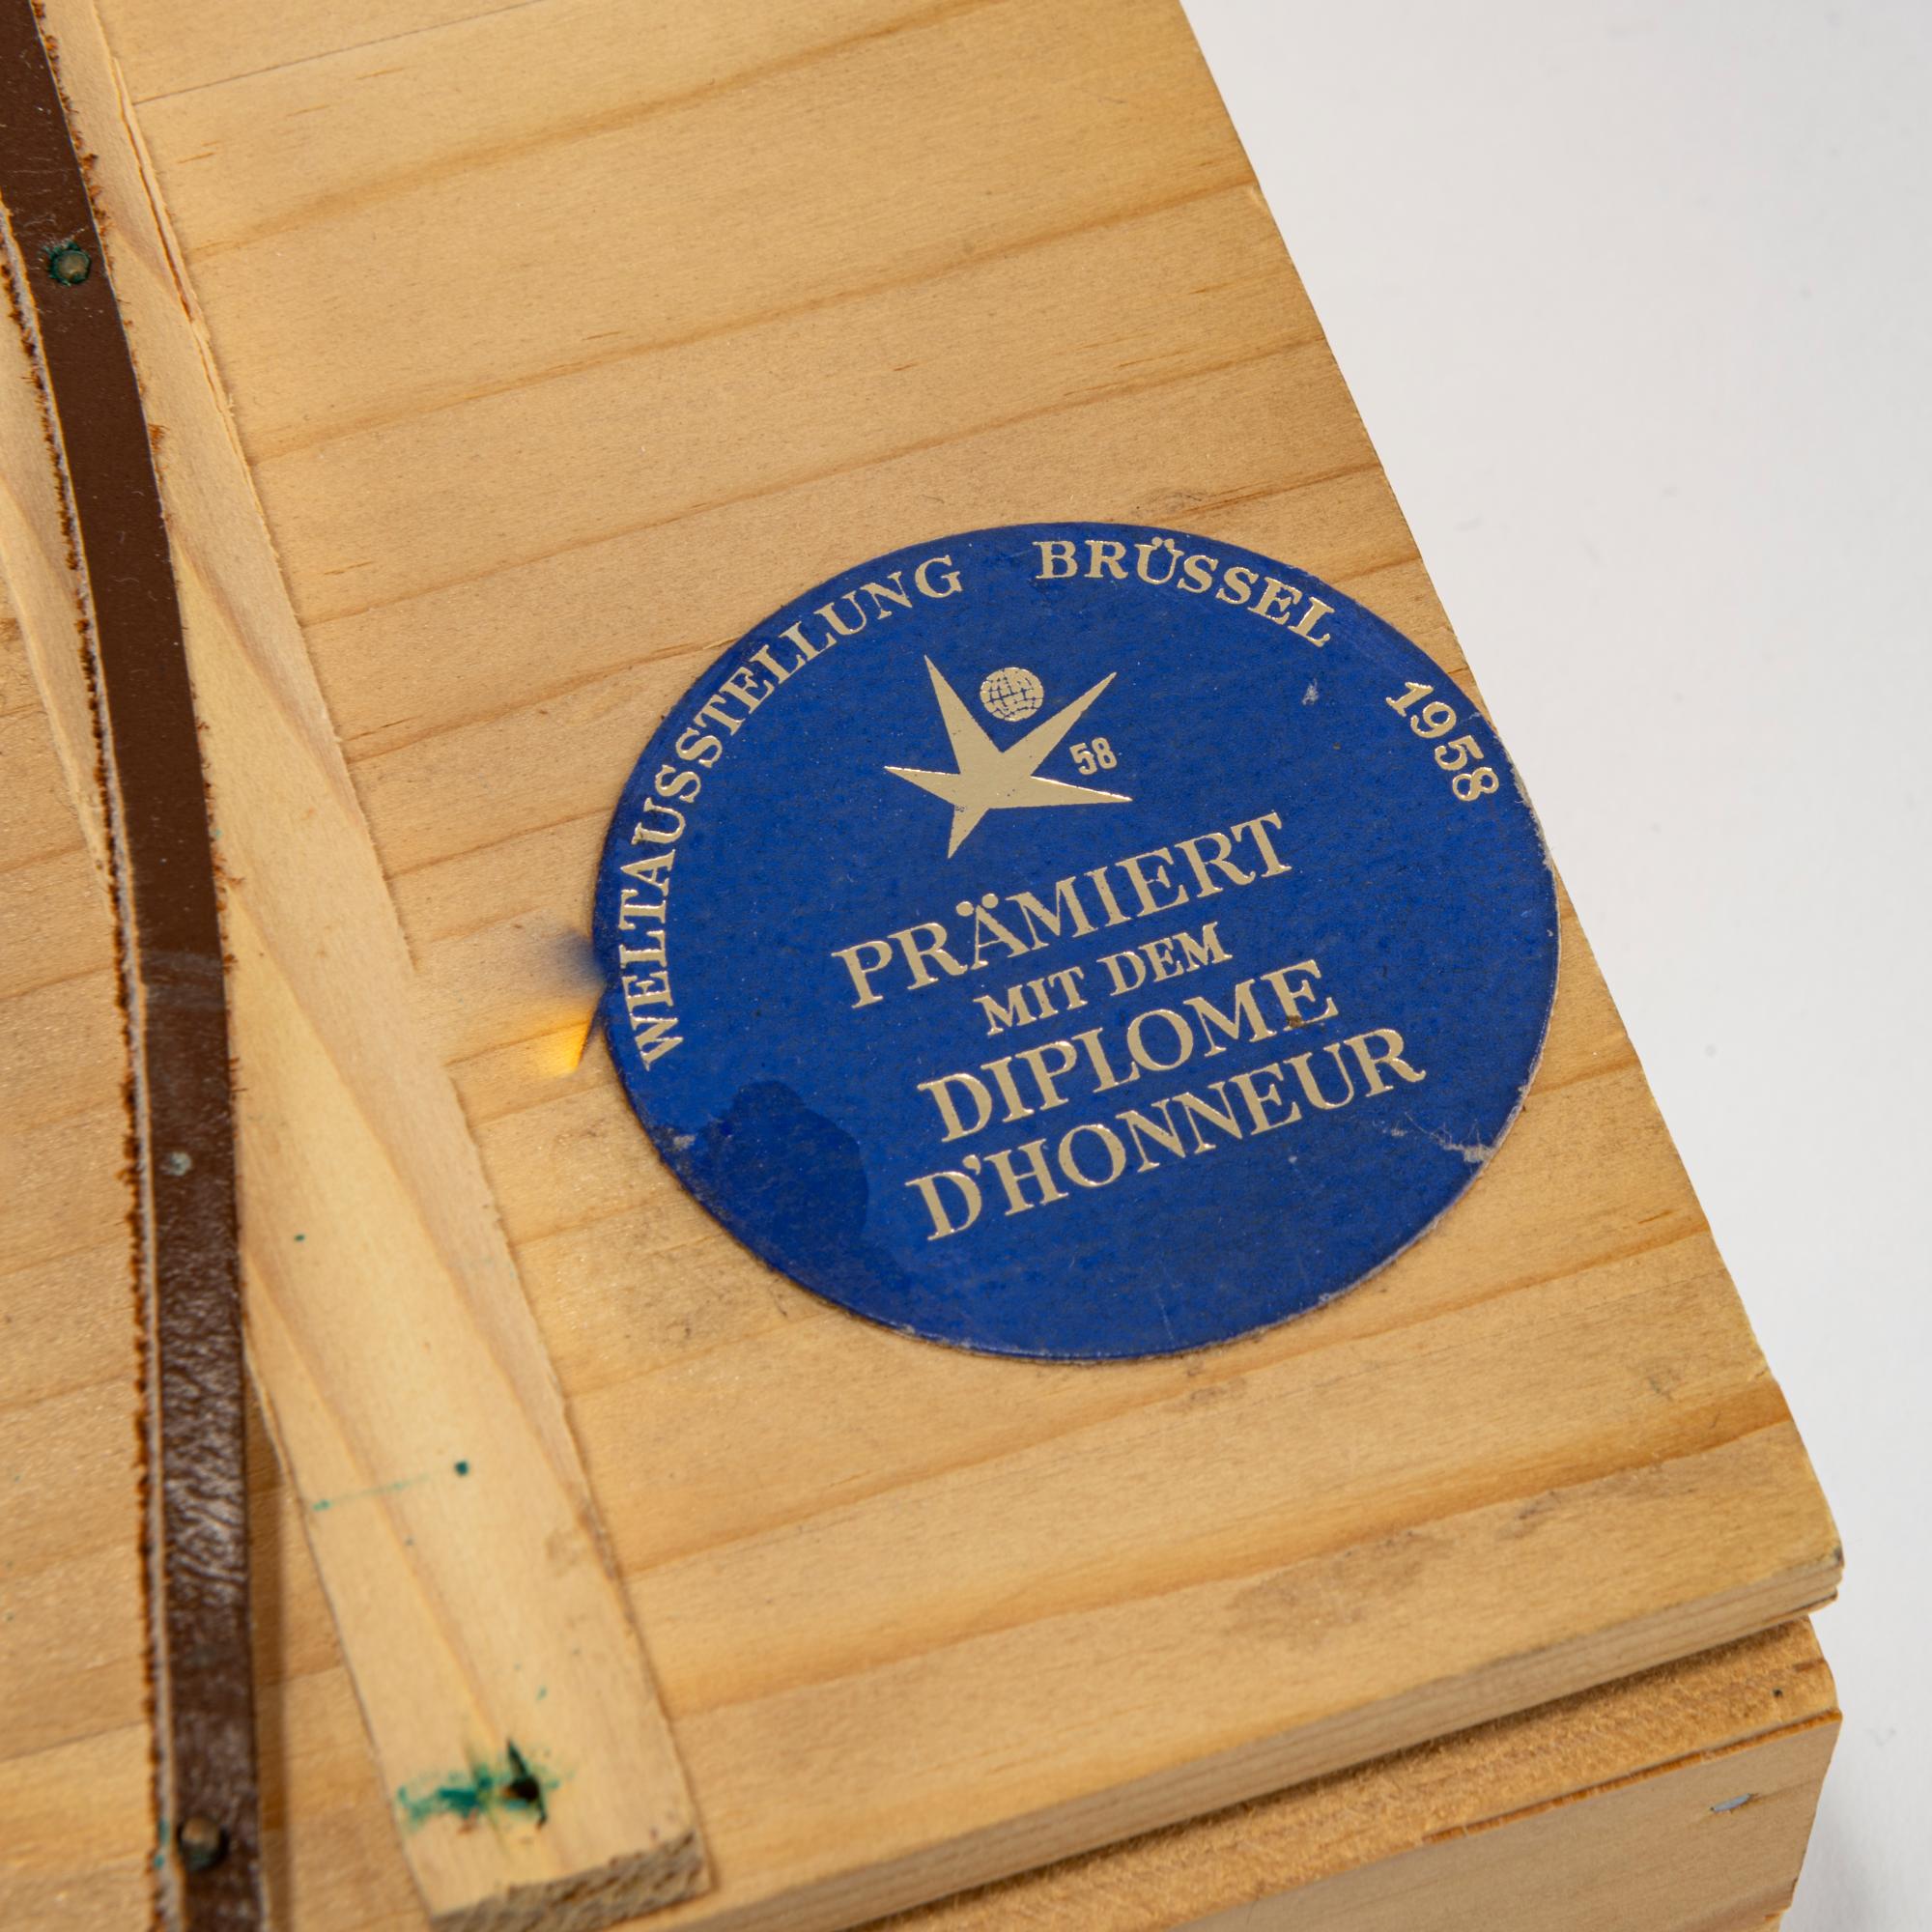 WELTAUSSTELLUNG BRÜSSEL 1958
58
PRÄMIERT
MIT DEM
DIPLOME
D'HONNEUR